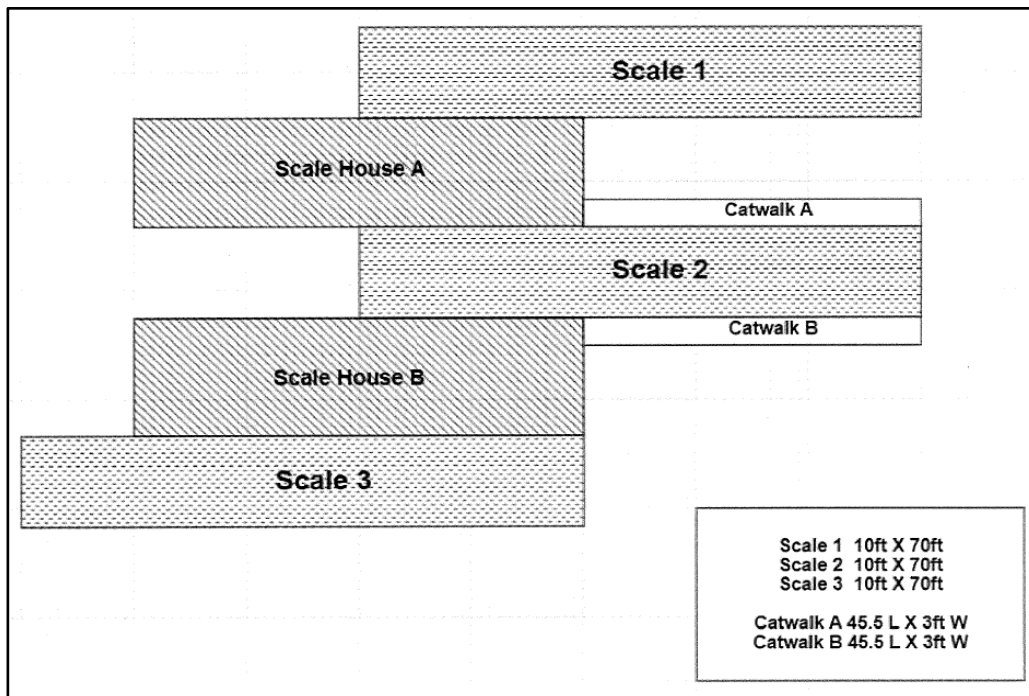 Scale 1
Scale House A
Catwalk A
Scale 2
Catwalk B
Scale House B
Scale 3
Scale 1 10ft X 70ft
Scale 2 10ft X 70ft
Scale 3 10ft X 70ft
Catwalk A 45.5 L X 3ft W
Catwalk B 45.5 L X 3ft W